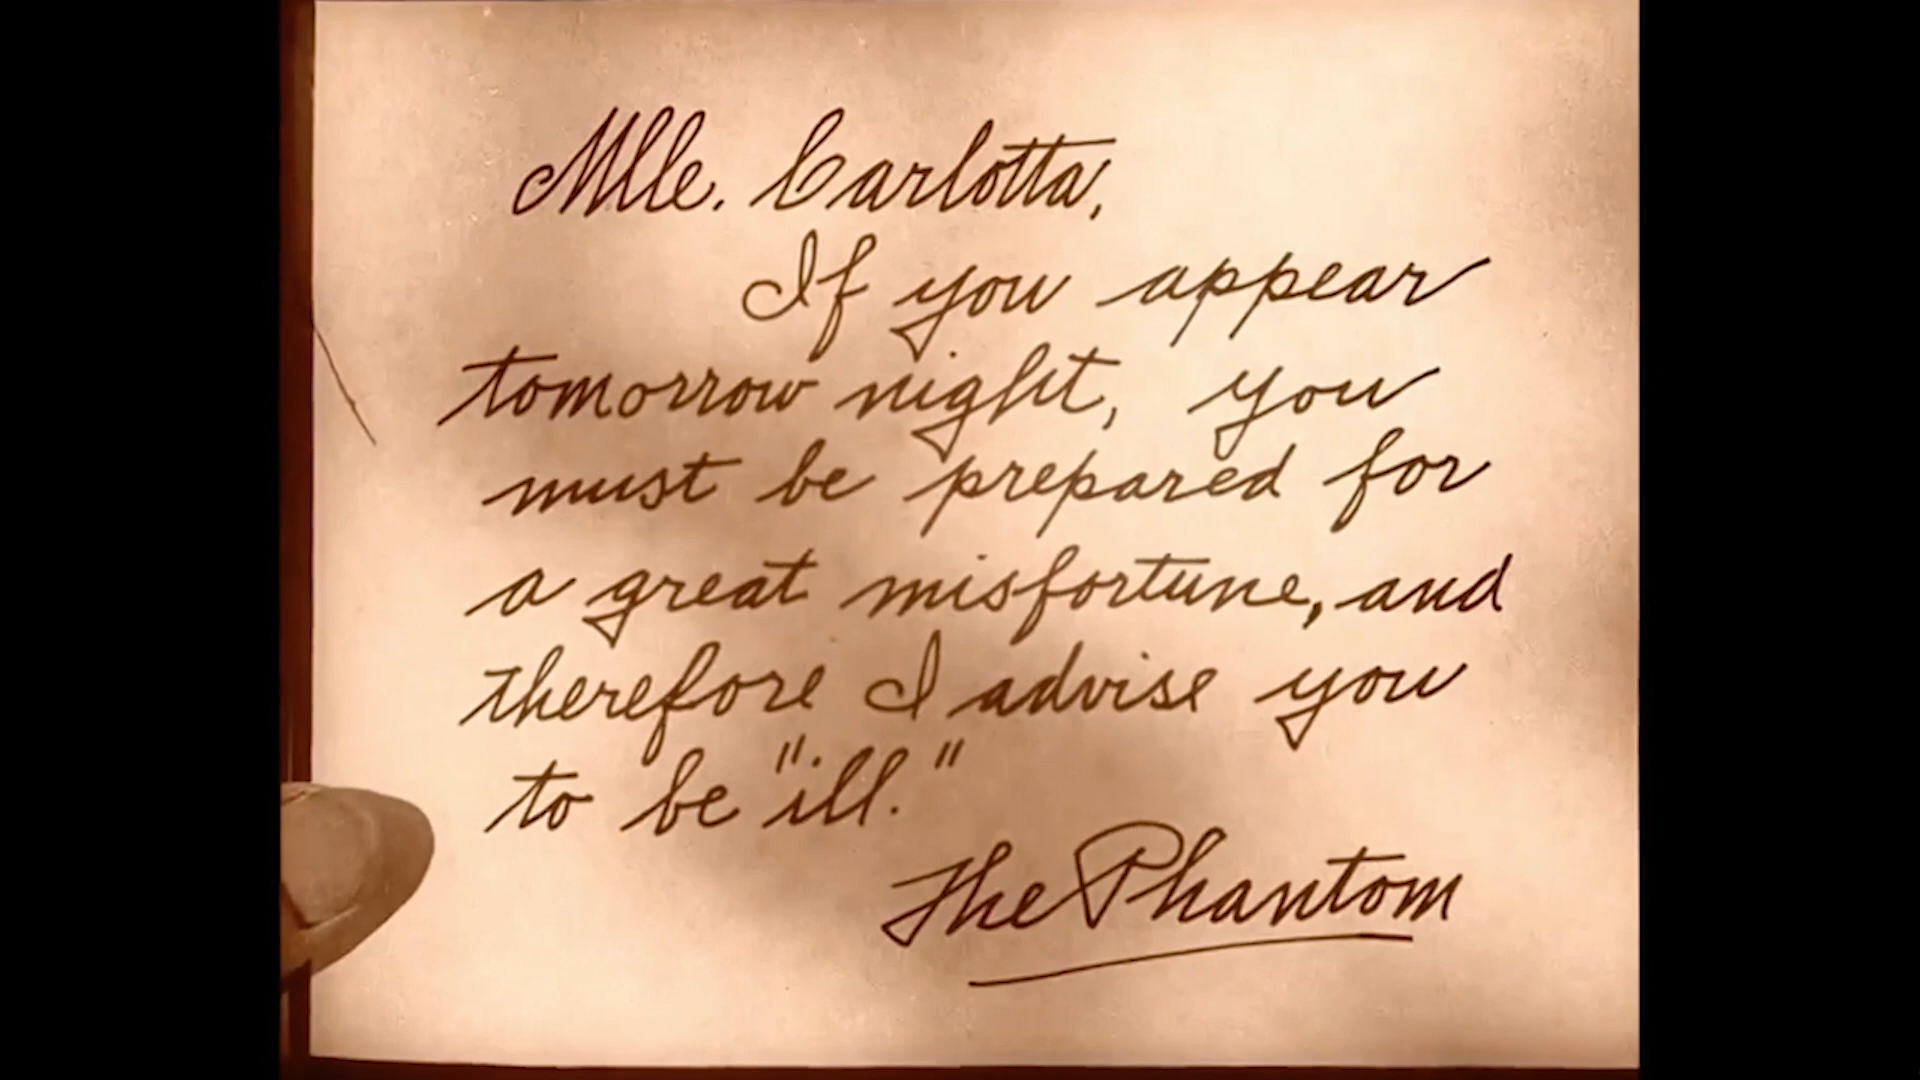 Mlle. Carlotta,
If you appear
tomorrow night, you
must be prepared for
a great misfortune, and
therefore I advise you
to be "ill."
The Phantom